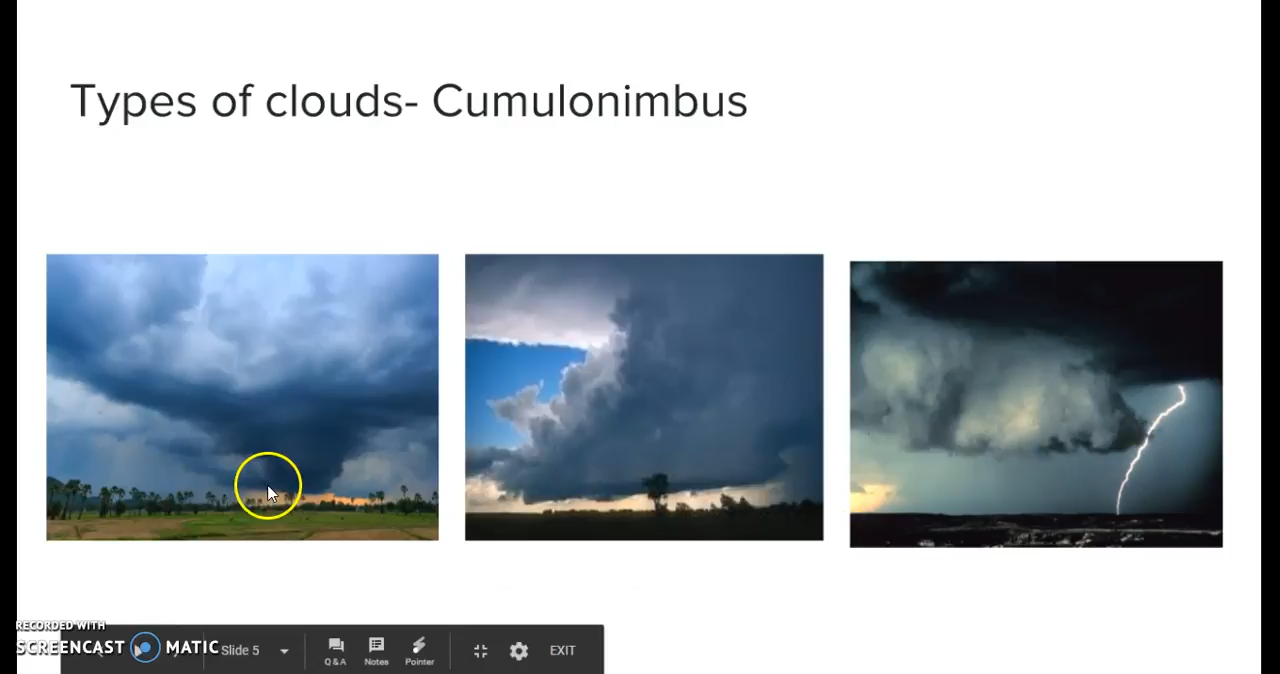 Types of clouds- Cumulonimbus
RECORDED WITH
SCREENCAST MATIC
Slide 5
Q & A
Notes
Pointer
EXIT